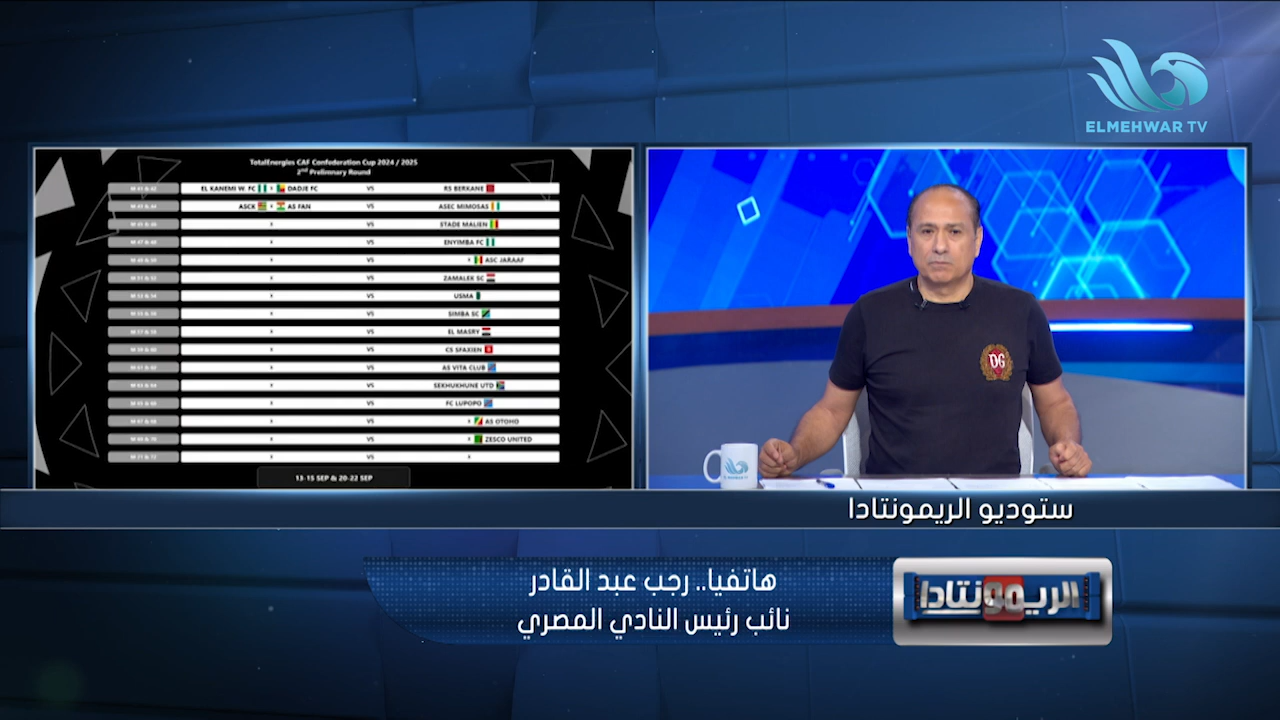 ELMEHWAR TV
TotalEnergies CAF Confederation Cup 2024 / 2025
2nd Preliminary Round
EL KANEMI W. FC x DADJE FC VS RS BERKANE
ASCK x AS FAN VS ASEC MIMOSAS
x VS STADE MALIEN
x VS ENYIMBA FC
x VS x ASC JARAAF
x VS ZAMALEK SC
x VS USMA
x VS SIMBA SC
x VS EL MASRY
x VS CS SFAXIEN
x VS AS VITA CLUB
x VS SEKHUKHUNE UTD
x VS FC LUPOPO
x VS x AS OTOHO
x VS x ZESCO UNITED
x VS x
13-15 SEP & 20-22 SEP
DG
ELMEHWAR TV
ستوديو الريمونتادا
هاتفيا.. رجب عبد القادر
نائب رئيس النادي المصري
الريمونتادا